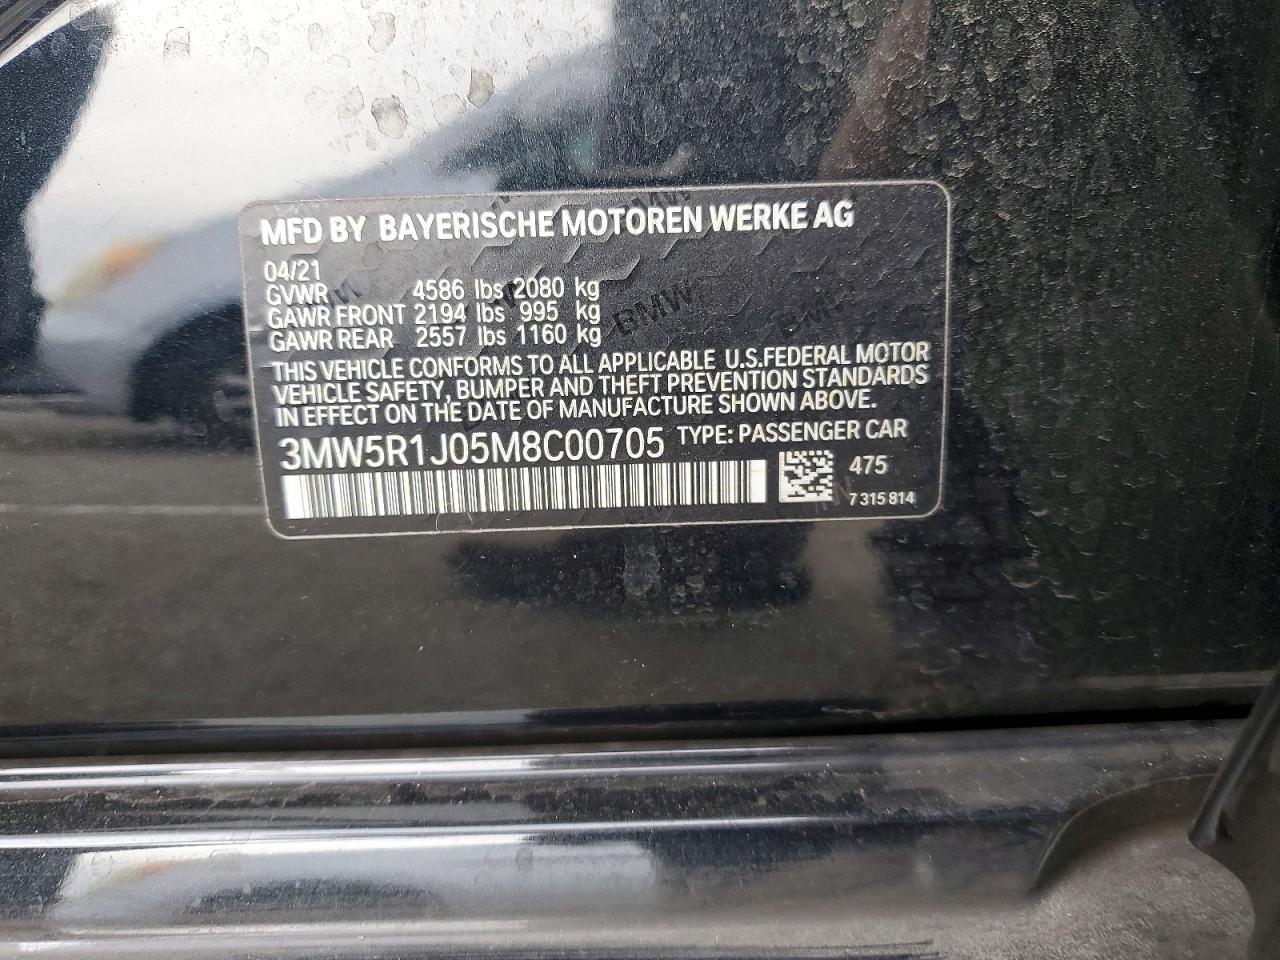 MFD BY BAYERISCHE MOTOREN WERKE AG
04/21
GVWR 4586 lbs 2080 kg
GAWR FRONT 2194 lbs 995 kg
GAWR REAR 2557 lbs 1160 kg
THIS VEHICLE CONFORMS TO ALL APPLICABLE U.S.FEDERAL MOTOR
VEHICLE SAFETY, BUMPER AND THEFT PREVENTION STANDARDS
IN EFFECT ON THE DATE OF MANUFACTURE SHOWN ABOVE.
3MW5R1J05M8C00705 TYPE: PASSENGER CAR
475
7 315 814
BMW
BMW